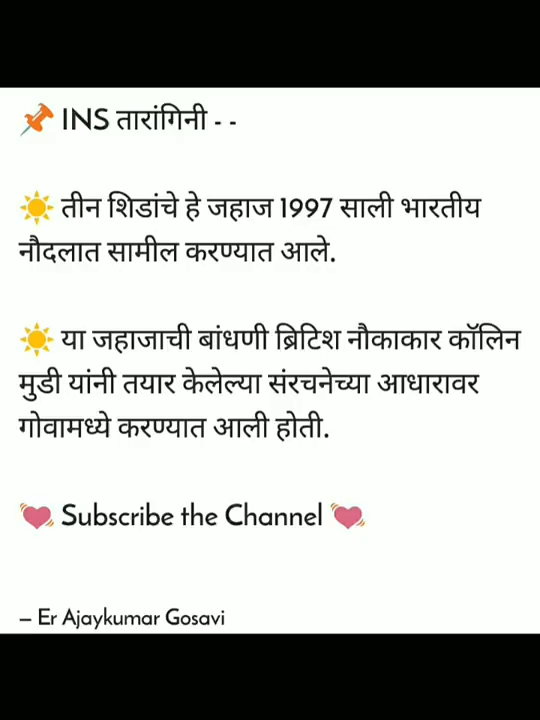 📌 INS तारांगिनी - -
☀️ तीन शिडांचे हे जहाज 1997 साली भारतीय
नौदलात सामील करण्यात आले.
☀️ या जहाजाची बांधणी ब्रिटिश नौकाकार कॉलिन
मुडी यांनी तयार केलेल्या संरचनेच्या आधारावर
गोवामध्ये करण्यात आली होती.
💓 Subscribe the Channel 💓
– Er Ajaykumar Gosavi